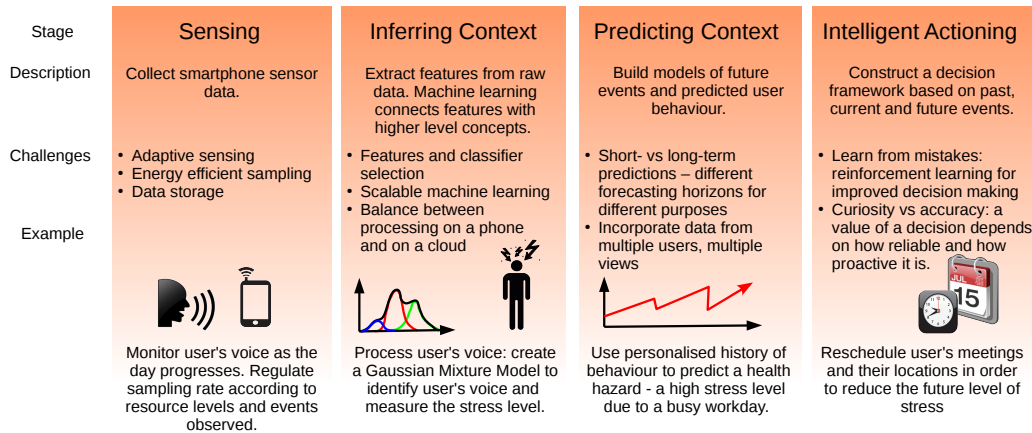 Stage
Sensing
Inferring Context
Predicting Context
Intelligent Actioning
Description
Collect smartphone sensor
data.
Extract features from raw
data. Machine learning
connects features with
higher level concepts.
Build models of future
events and predicted user
behaviour.
Construct a decision
framework based on past,
current and future events.
Challenges
• Adaptive sensing
• Energy efficient sampling
• Data storage
• Features and classifier
selection
• Scalable machine learning
• Balance between
processing on a phone
and on a cloud
• Short- vs long-term
predictions – different
forecasting horizons for
different purposes
• Incorporate data from
multiple users, multiple
views
• Learn from mistakes:
reinforcement learning for
improved decision making
• Curiosity vs accuracy: a
value of a decision depends
on how reliable and how
proactive it is.
Example
JUL
15
Monitor user's voice as the
day progresses. Regulate
sampling rate according to
resource levels and events
observed.
Process user's voice: create
a Gaussian Mixture Model to
identify user's voice and
measure the stress level.
Use personalised history of
behaviour to predict a health
hazard - a high stress level
due to a busy workday.
Reschedule user's meetings
and their locations in order
to reduce the future level of
stress